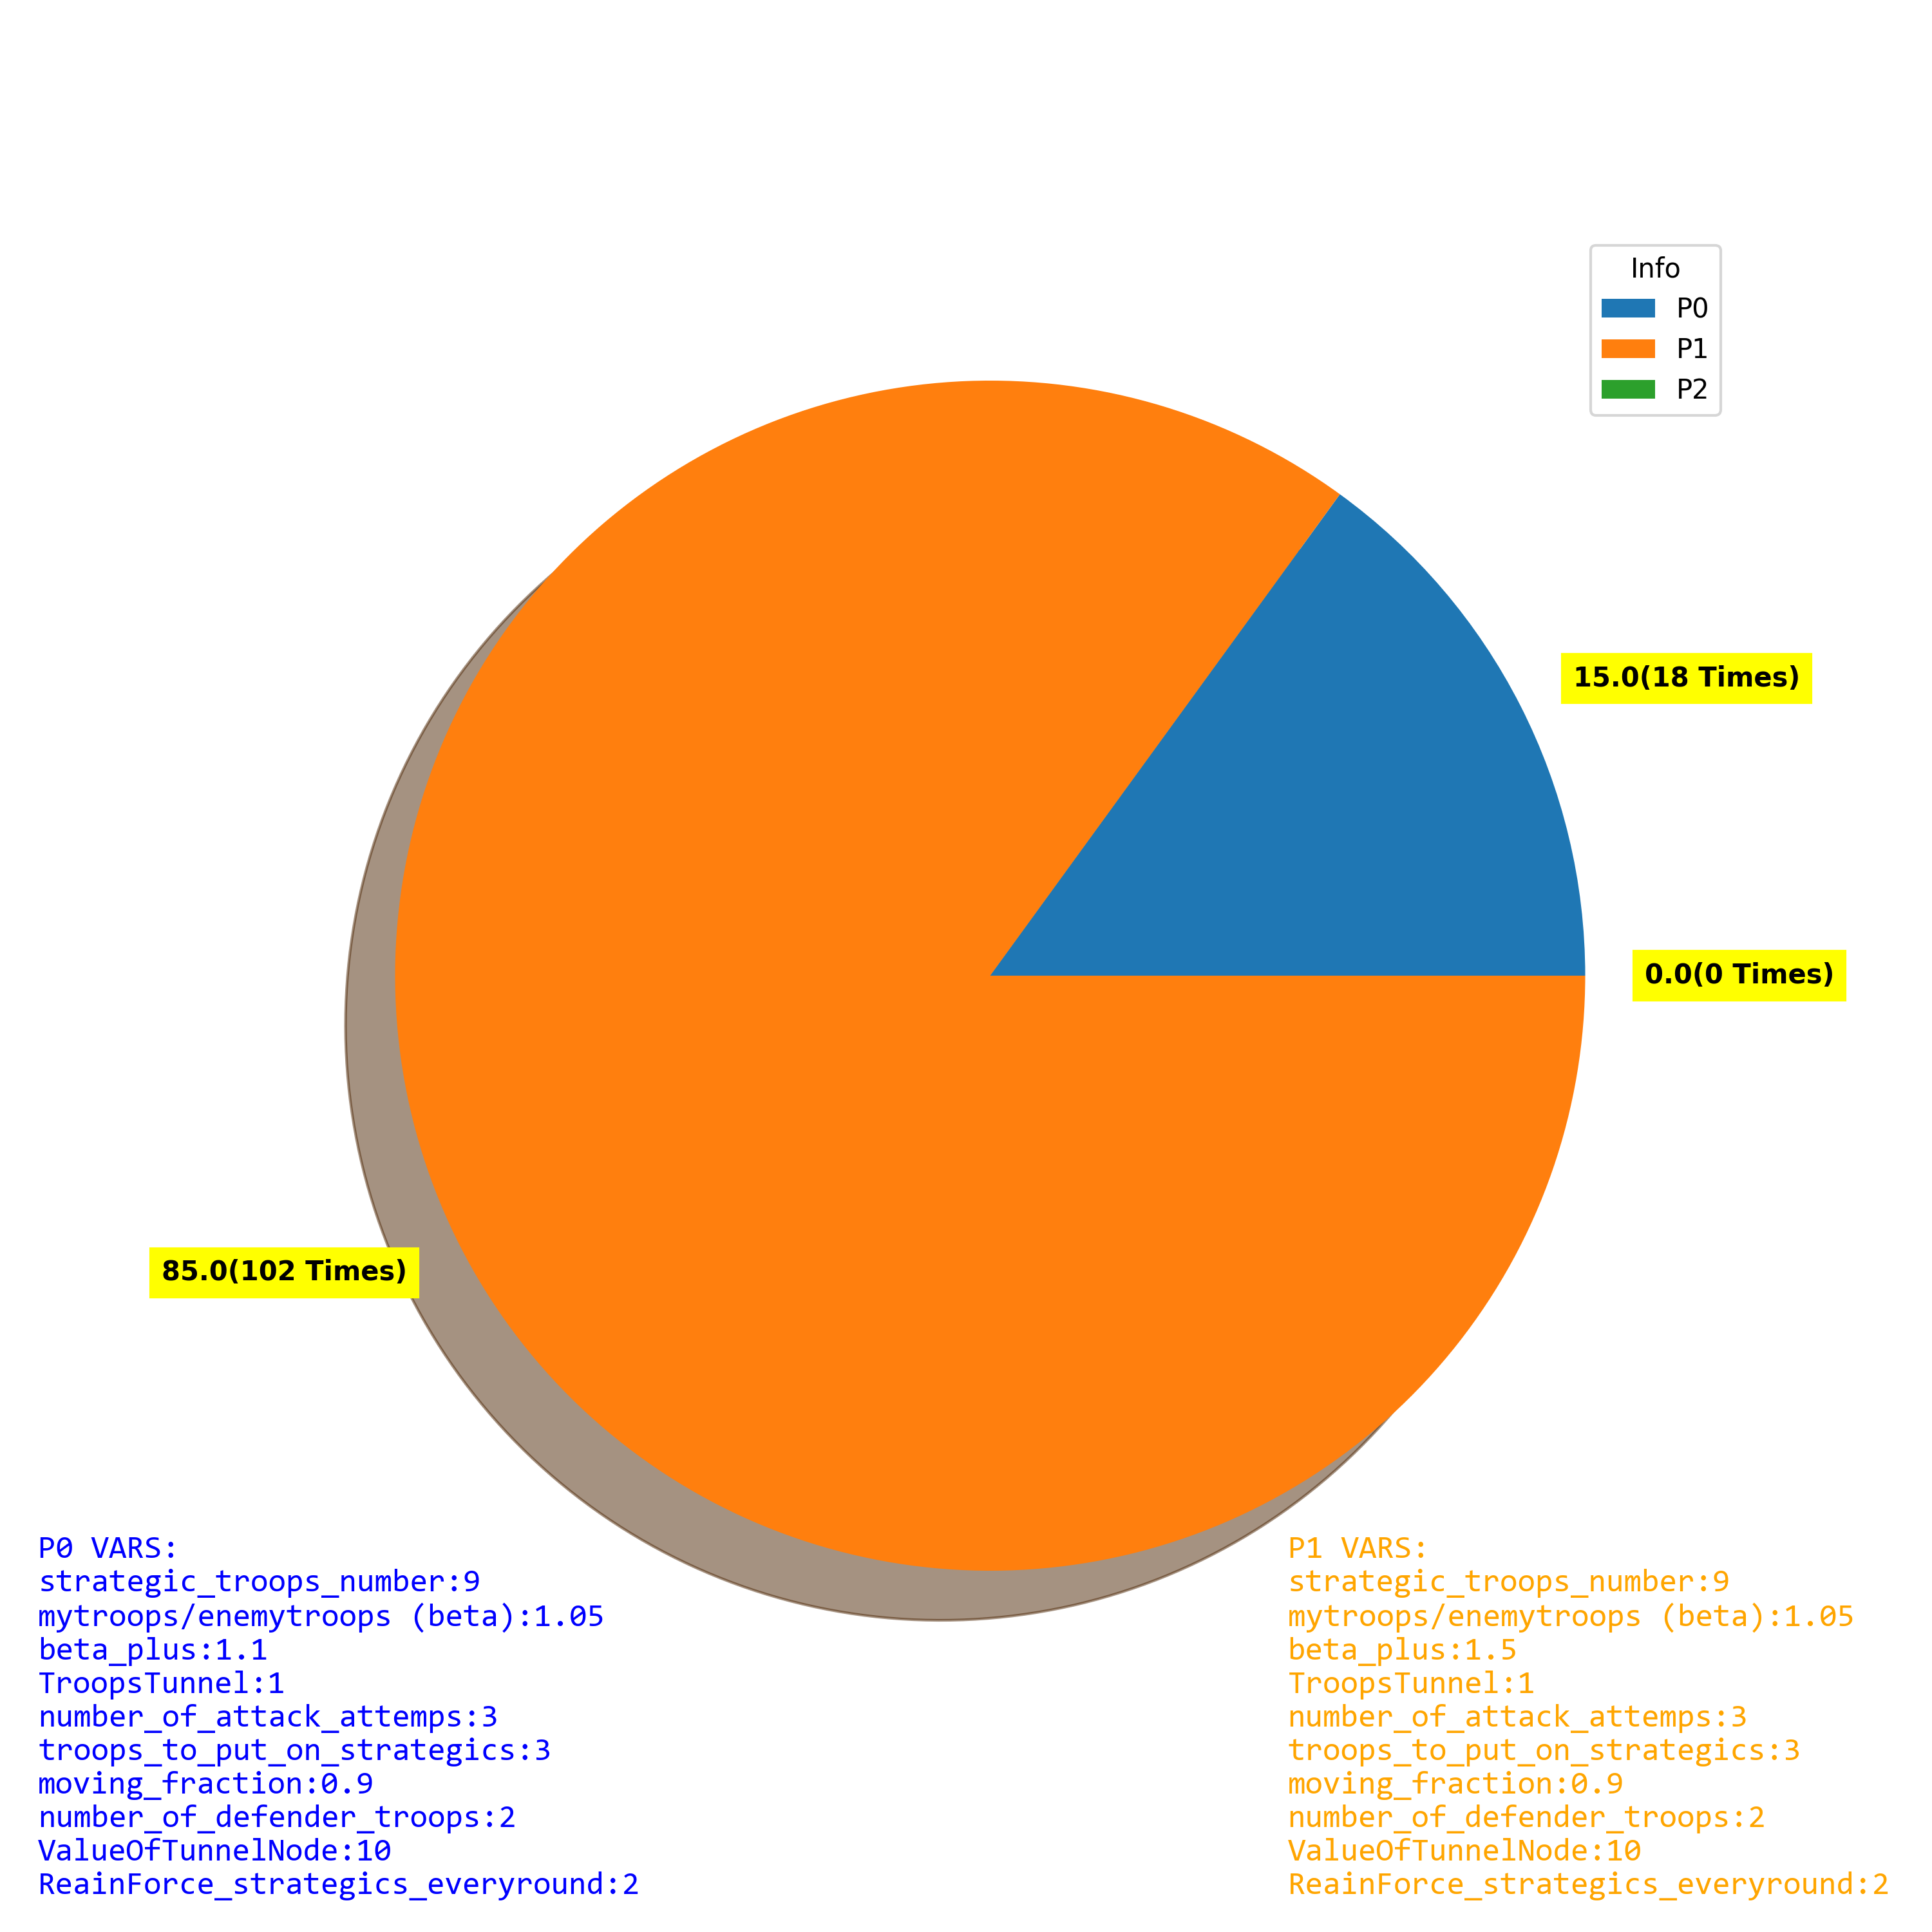 Info
P0
P1
P2
15.0(18 Times)
0.0(0 Times)
85.0(102 Times)
P0 VARS:
strategic_troops_number:9
mytroops/enemytroops (beta):1.05
beta_plus:1.1
TroopsTunnel:1
number_of_attack_attemps:3
troops_to_put_on_strategics:3
moving_fraction:0.9
number_of_defender_troops:2
ValueOfTunnelNode:10
ReainForce_strategics_everyround:2
P1 VARS:
strategic_troops_number:9
mytroops/enemytroops (beta):1.05
beta_plus:1.5
TroopsTunnel:1
number_of_attack_attemps:3
troops_to_put_on_strategics:3
moving_fraction:0.9
number_of_defender_troops:2
ValueOfTunnelNode:10
ReainForce_strategics_everyround:2